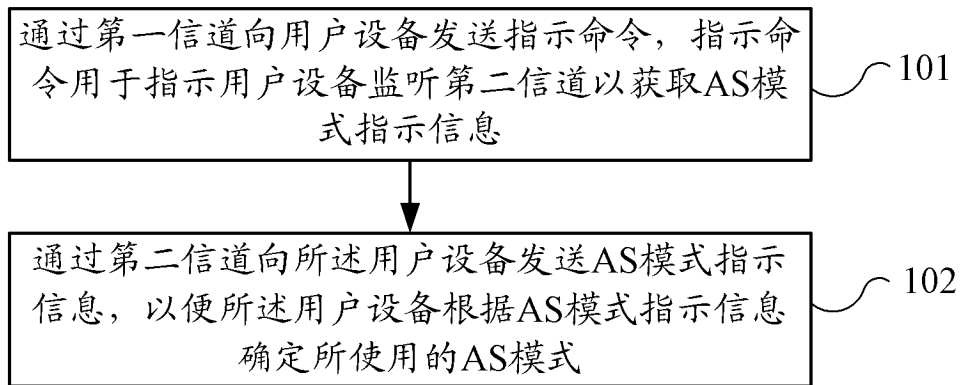 通过第一信道向用户设备发送指示命令，指示命
令用于指示用户设备监听第二信道以获取AS模
式指示信息
101
通过第二信道向所述用户设备发送AS模式指示
信息，以便所述用户设备根据AS模式指示信息
确定所使用的AS模式
102